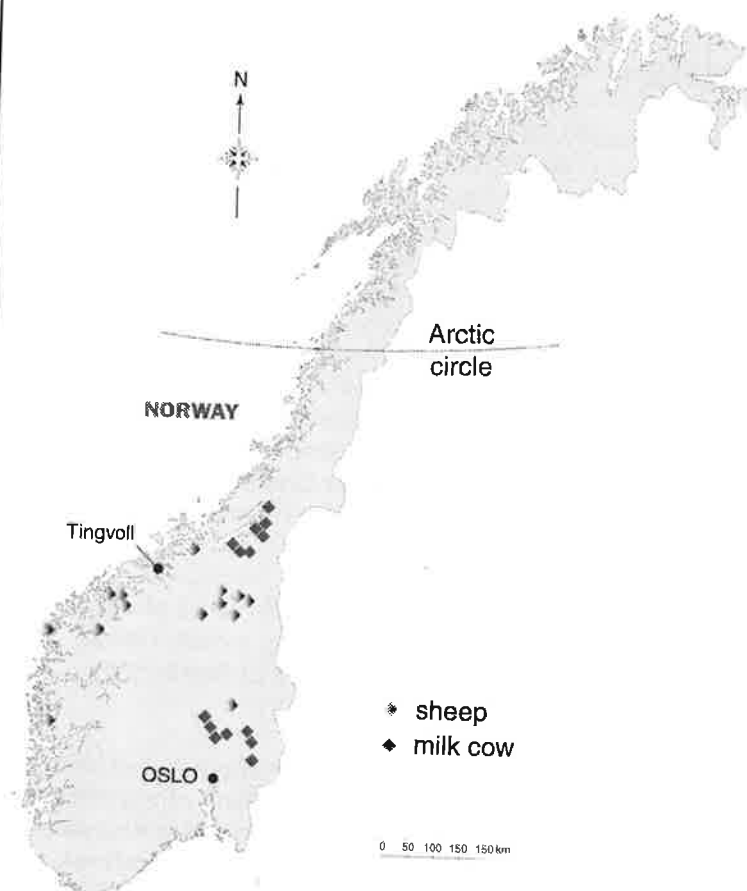 N
Arctic
circle
NORWAY
Tingvoll
sheep
milk cow
OSLO
0 50 100 150 150 km